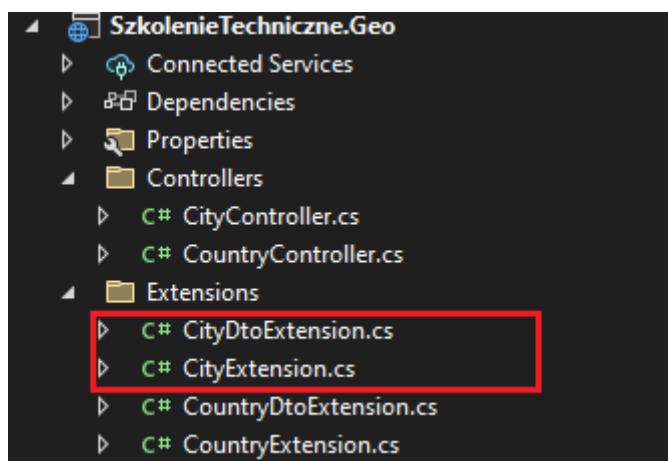 SzkolenieTechniczne.Geo
Connected Services
Dependencies
Properties
Controllers
C# CityController.cs
C# CountryController.cs
Extensions
C# CityDtoExtension.cs
C# CityExtension.cs
C# CountryDtoExtension.cs
C# CountryExtension.cs